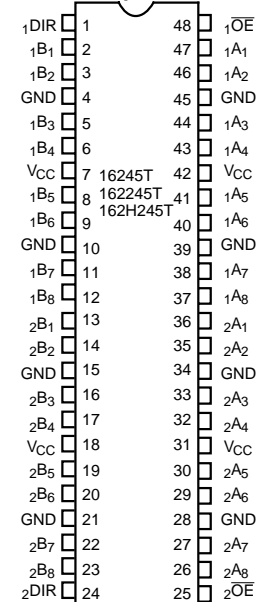 1DIR 1 48 1O̅E̅
1B1 2 47 1A1
1B2 3 46 1A2
GND 4 45 GND
1B3 5 44 1A3
1B4 6 43 1A4
VCC 7 16245T 42 VCC
1B5 8 162245T 41 1A5
1B6 9 162H245T 40 1A6
GND 10 39 GND
1B7 11 38 1A7
1B8 12 37 1A8
2B1 13 36 2A1
2B2 14 35 2A2
GND 15 34 GND
2B3 16 33 2A3
2B4 17 32 2A4
VCC 18 31 VCC
2B5 19 30 2A5
2B6 20 29 2A6
GND 21 28 GND
2B7 22 27 2A7
2B8 23 26 2A8
2DIR 24 25 2O̅E̅